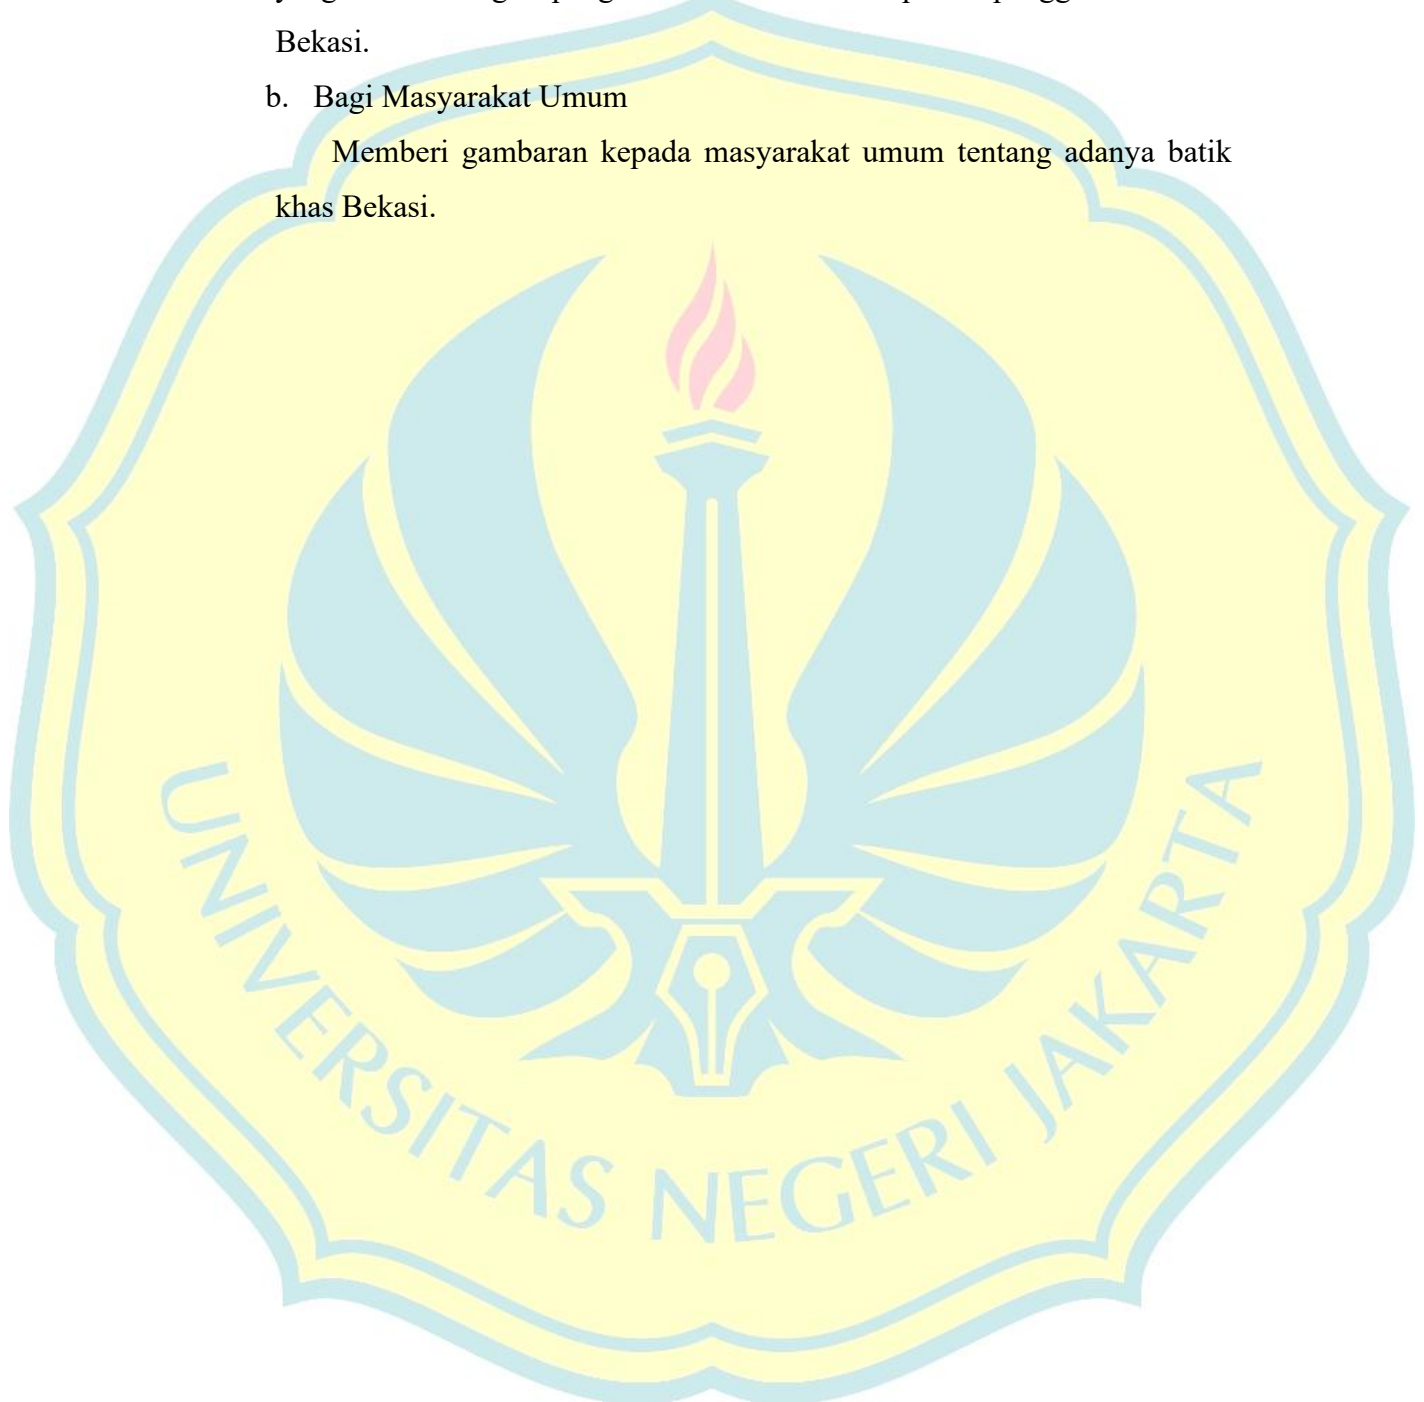 Bekasi.
b. Bagi Masyarakat Umum
Memberi gambaran kepada masyarakat umum tentang adanya batik
khas Bekasi.
UNIVERSITAS NEGERI JAKARTA